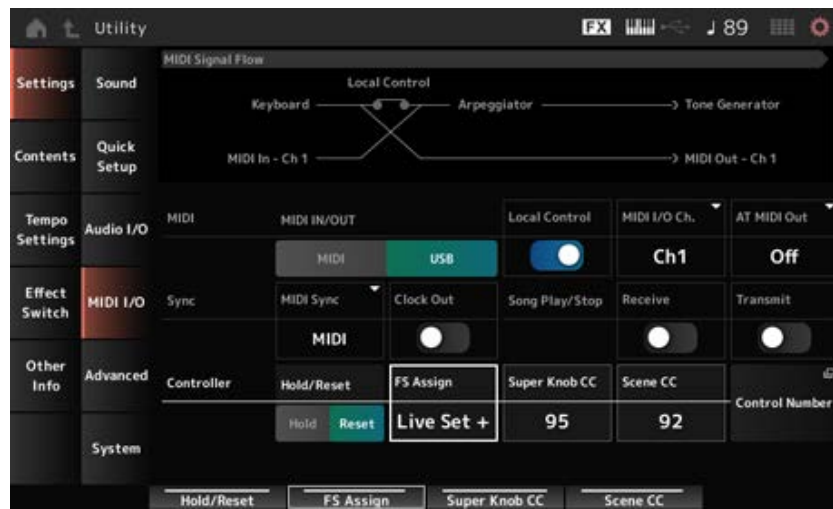 Utility FX 89
MIDI Signal Flow
Settings Sound
Local Control
Keyboard Arpeggiator Tone Generator
Contents Quick Setup
MIDI In - Ch 1 MIDI Out - Ch 1
Tempo Settings Audio I/O
MIDI MIDI IN/OUT Local Control MIDI I/O Ch. AT MIDI Out
MIDI USB Ch1 Off
Effect Switch MIDI I/O
Sync MIDI Sync Clock Out Song Play/Stop Receive Transmit
MIDI
Other Info Advanced
Controller Hold/Reset FS Assign Super Knob CC Scene CC Control Number
Hold Reset Live Set + 95 92
System
Hold/Reset FS Assign Super Knob CC Scene CC